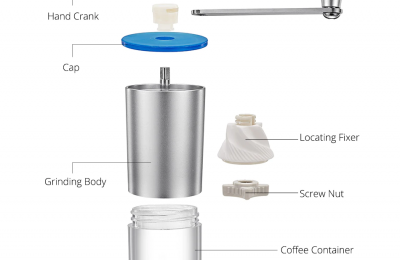 Hand Crank
Cap
Locating Fixer
Grinding Body
Screw Nut
Coffee Container